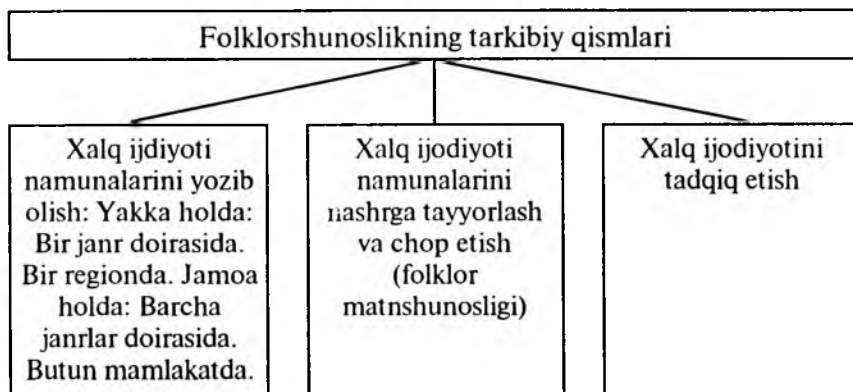 Folklorshunoslikning tarkibiy qismlari
Xalq ijdiyoti
namunalarini yozib
olish: Yakka holda:
Bir janr doirasida.
Bir regionda. Jamoa
holda: Barcha
janrlar doirasida.
Butun mamlakatda.
Xalq ijodiyoti
namunalarini
nashrga tayyorlash
va chop etish
(folklor
matnshunosligi)
Xalq ijodiyotini
tadqiq etish